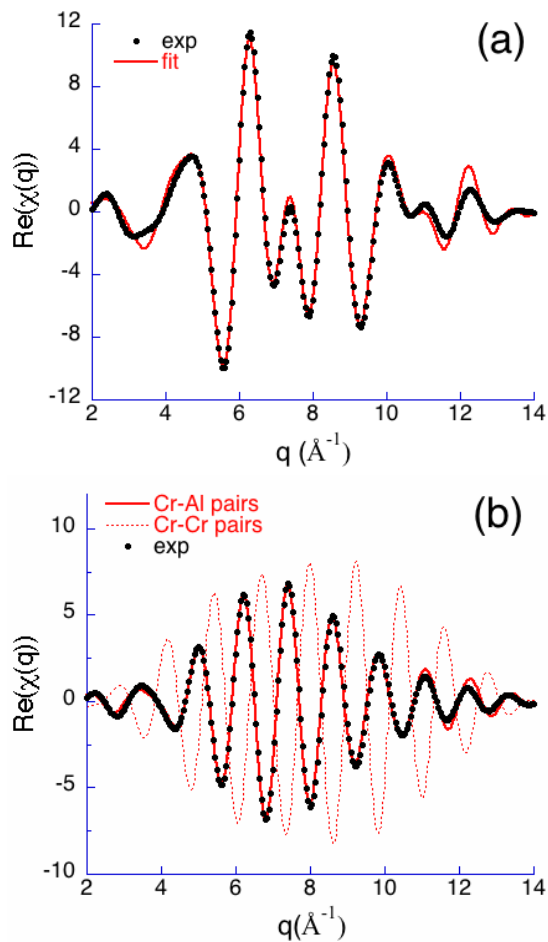 12
exp
fit
(a)
8
4
0
-4
-8
-12
Re(χ(q))
2 4 6 8 10 12 14
q (Å⁻¹)
Cr-Al pairs
Cr-Cr pairs
exp
(b)
10
5
0
-5
-10
Re(χ(q))
2 4 6 8 10 12 14
q(Å⁻¹)